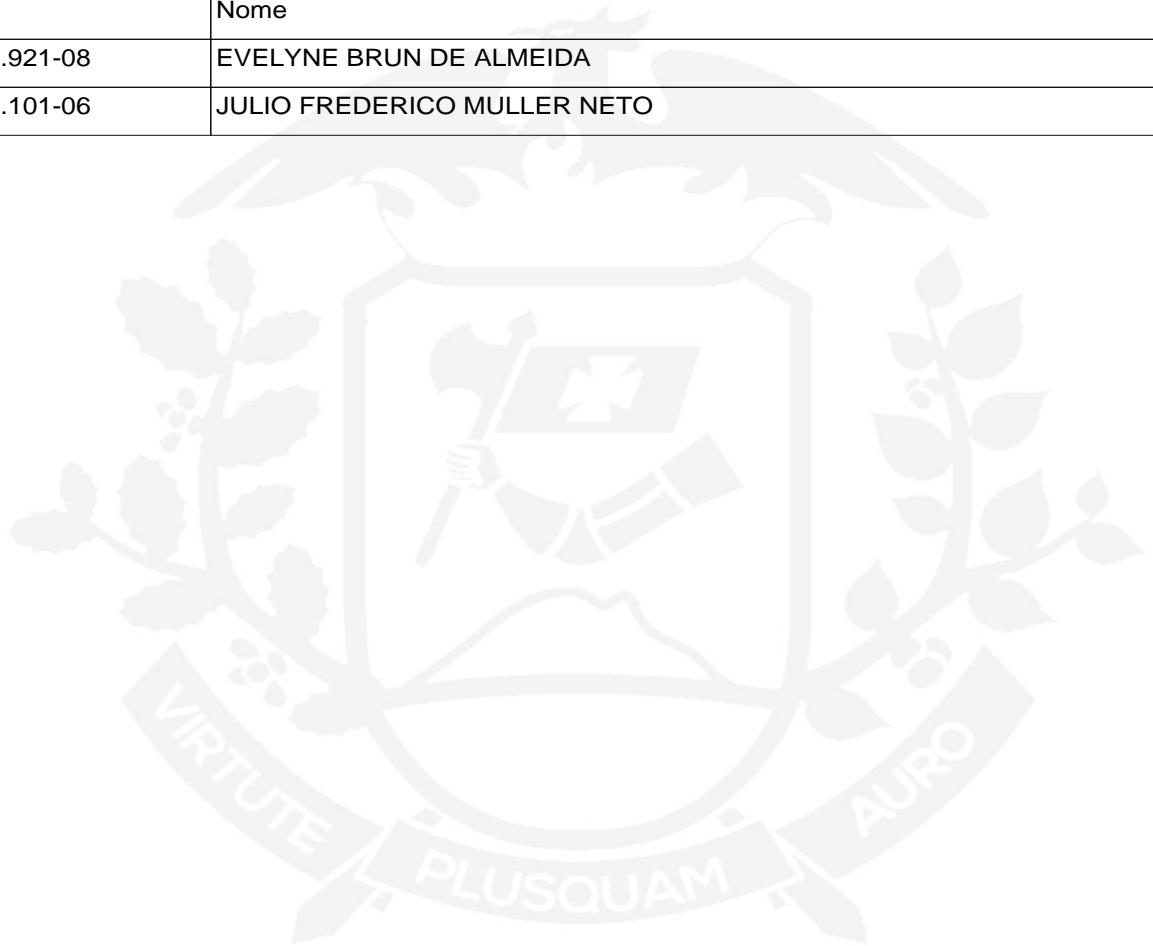 Nome
.921-08 EVELYNE BRUN DE ALMEIDA
.101-06 JULIO FREDERICO MULLER NETO
VIRTUTE PLUSQUAM AURO